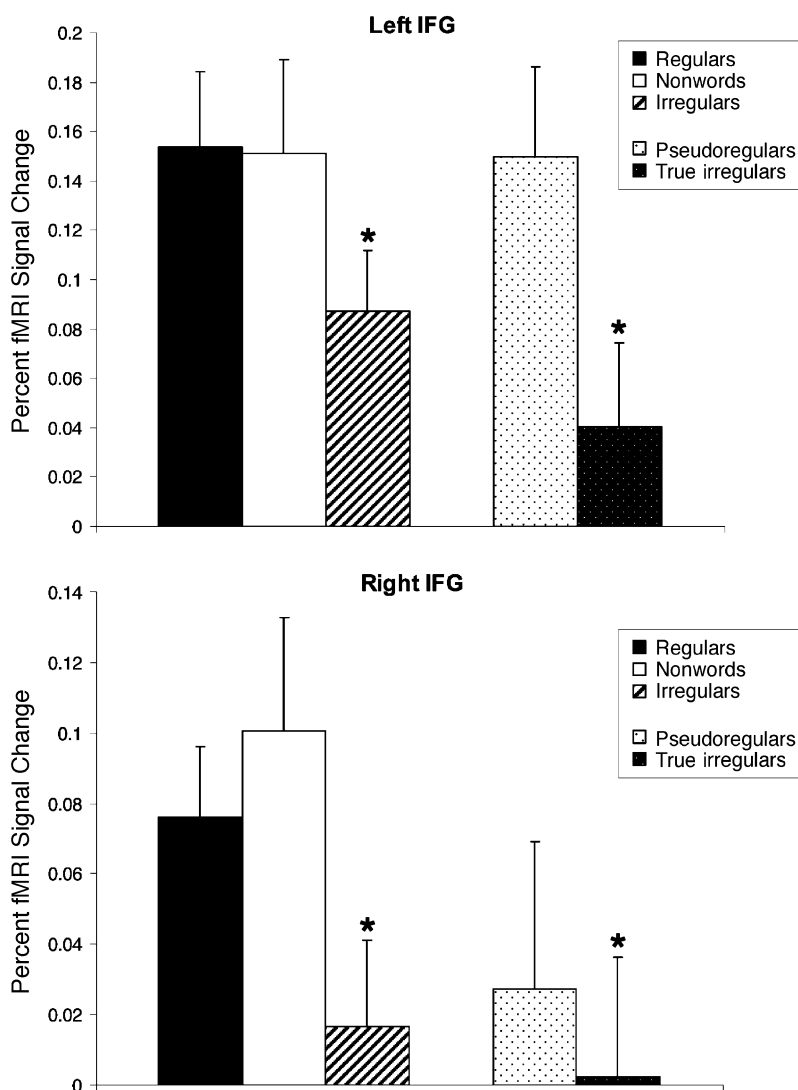 Left IFG
Percent fMRI Signal Change
0.2
0.18
0.16
0.14
0.12
0.1
0.08
0.06
0.04
0.02
0
*
*
Regulars
Nonwords
Irregulars
Pseudoregulars
True irregulars
Right IFG
Percent fMRI Signal Change
0.14
0.12
0.1
0.08
0.06
0.04
0.02
0
*
*
Regulars
Nonwords
Irregulars
Pseudoregulars
True irregulars